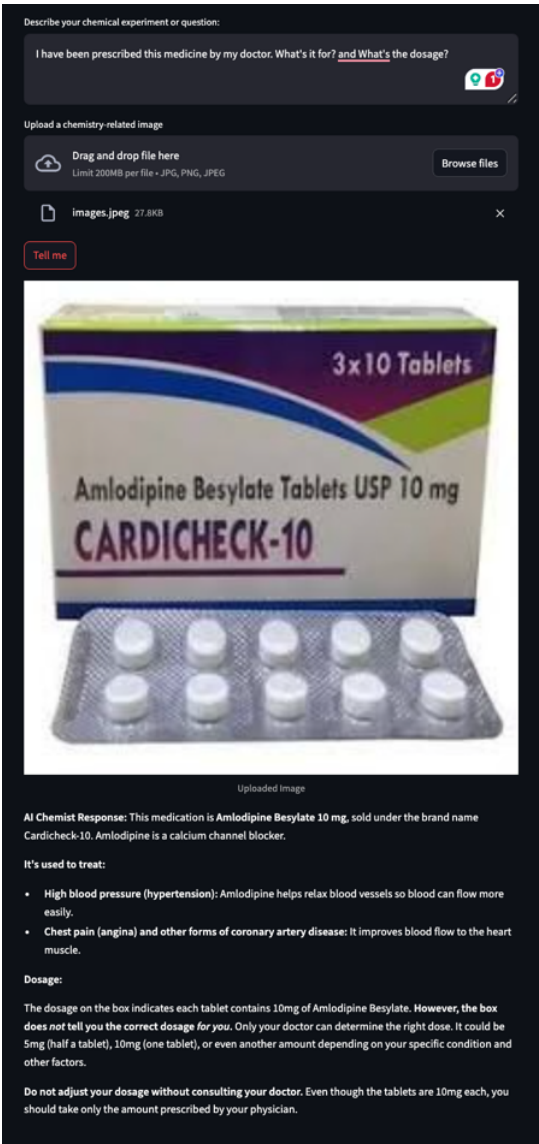 Describe your chemical experiment or question:
I have been prescribed this medicine by my doctor. What's it for? and What's the dosage?
1
Upload a chemistry-related image
Drag and drop file here
Limit 200MB per file • JPG, PNG, JPEG
Browse files
images.jpeg 27.8KB
Tell me
3x10 Tablets
Amlodipine Besylate Tablets USP 10 mg
CARDICHECK-10
Uploaded Image
AI Chemist Response: This medication is Amlodipine Besylate 10 mg, sold under the brand name
Cardicheck-10. Amlodipine is a calcium channel blocker.
It's used to treat:
• High blood pressure (hypertension): Amlodipine helps relax blood vessels so blood can flow more
easily.
• Chest pain (angina) and other forms of coronary artery disease: It improves blood flow to the heart
muscle.
Dosage:
The dosage on the box indicates each tablet contains 10mg of Amlodipine Besylate. However, the box
does not tell you the correct dosage for you. Only your doctor can determine the right dose. It could be
5mg (half a tablet), 10mg (one tablet), or even another amount depending on your specific condition and
other factors.
Do not adjust your dosage without consulting your doctor. Even though the tablets are 10mg each, you
should take only the amount prescribed by your physician.